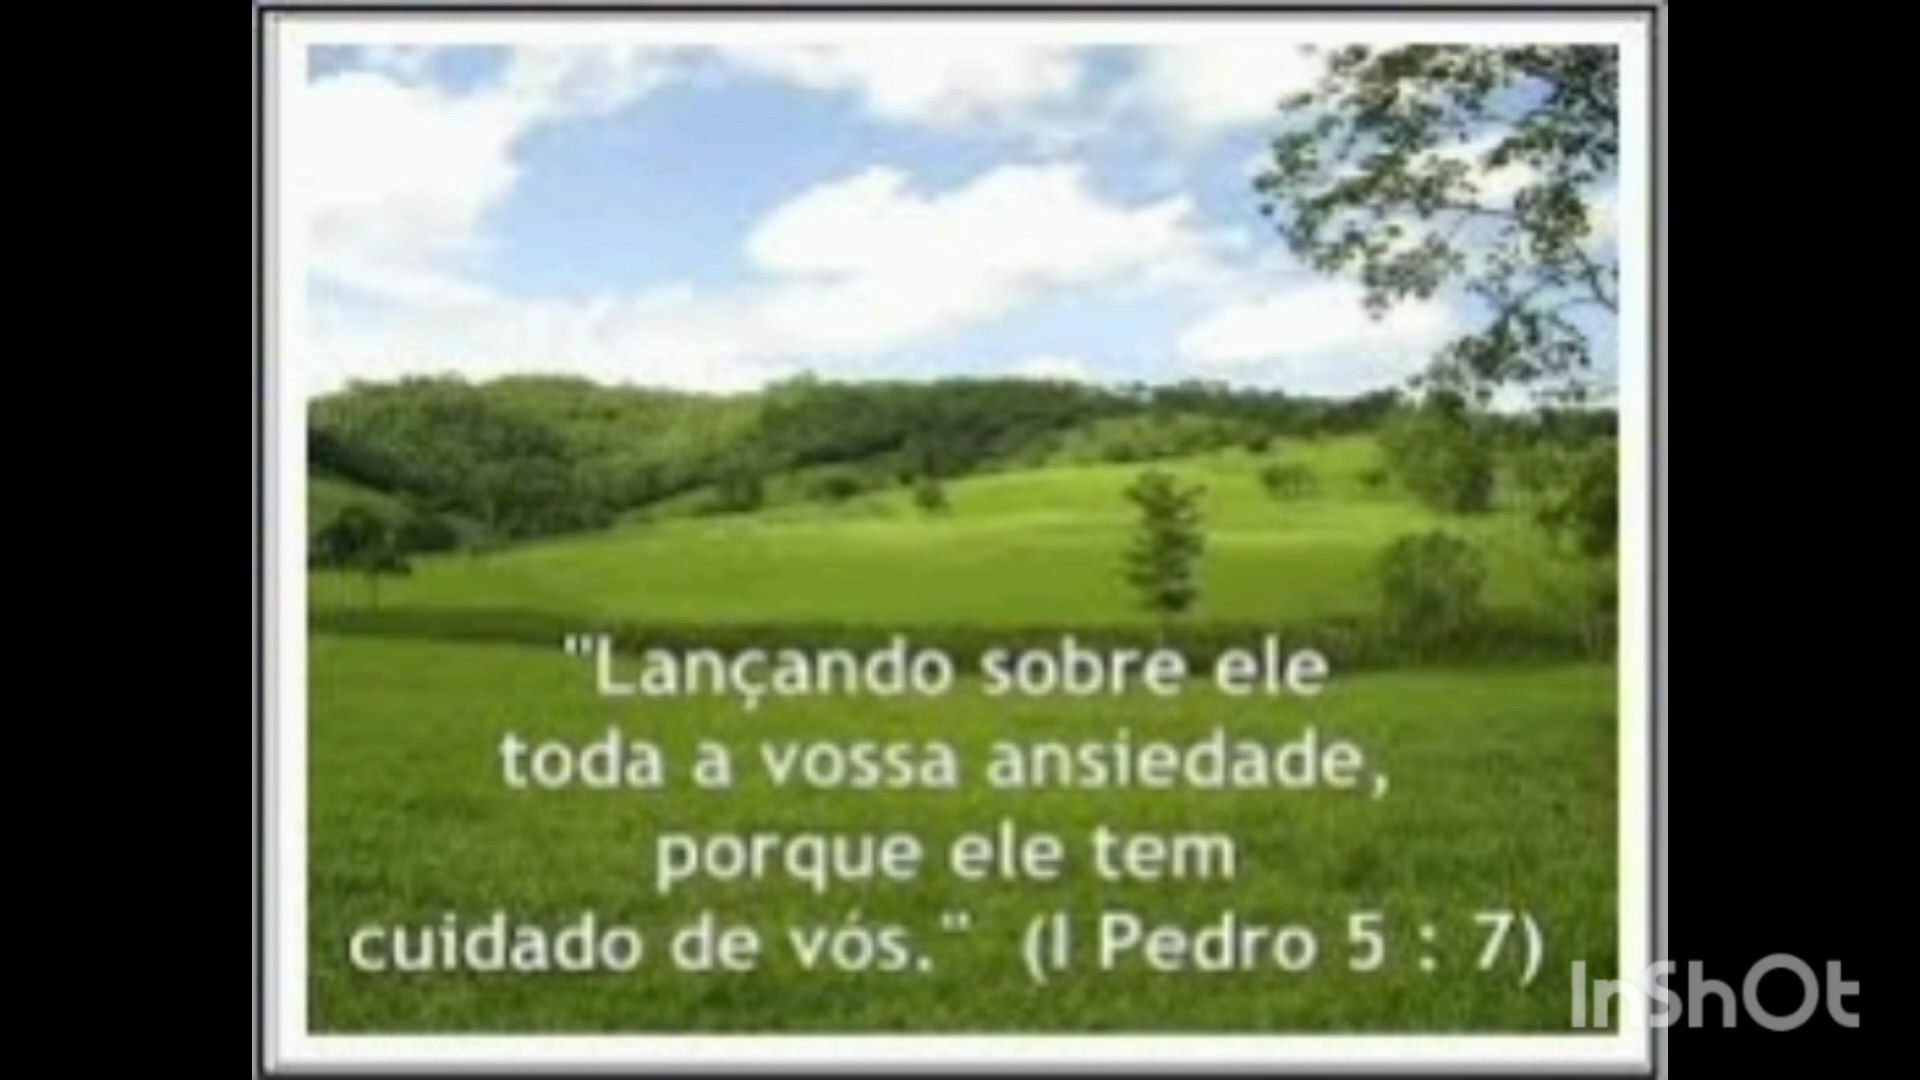 "Lançando sobre ele
toda a vossa ansiedade,
porque ele tem
cuidado de vós." (I Pedro 5 : 7)
InShOt